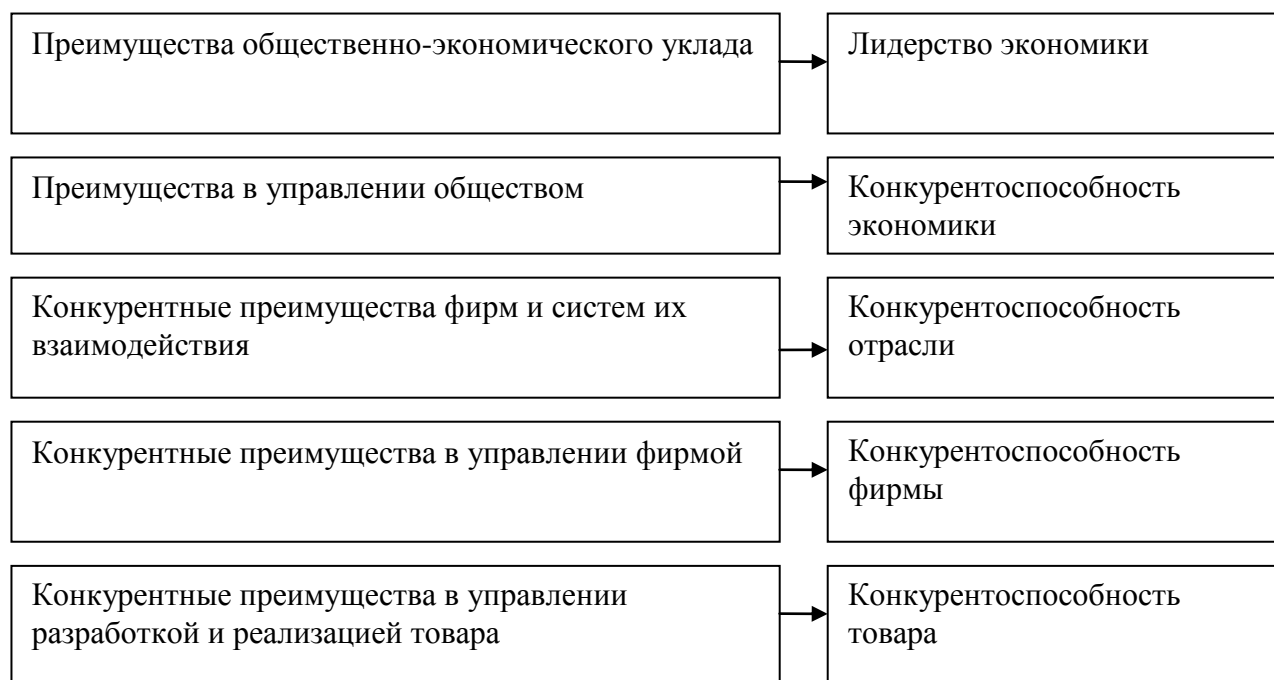 Преимущества общественно-экономического уклада
Лидерство экономики
Преимущества в управлении обществом
Конкурентоспособность
экономики
Конкурентные преимущества фирм и систем их
взаимодействия
Конкурентоспособность
отрасли
Конкурентные преимущества в управлении фирмой
Конкурентоспособность
фирмы
Конкурентные преимущества в управлении
разработкой и реализацией товара
Конкурентоспособность
товара